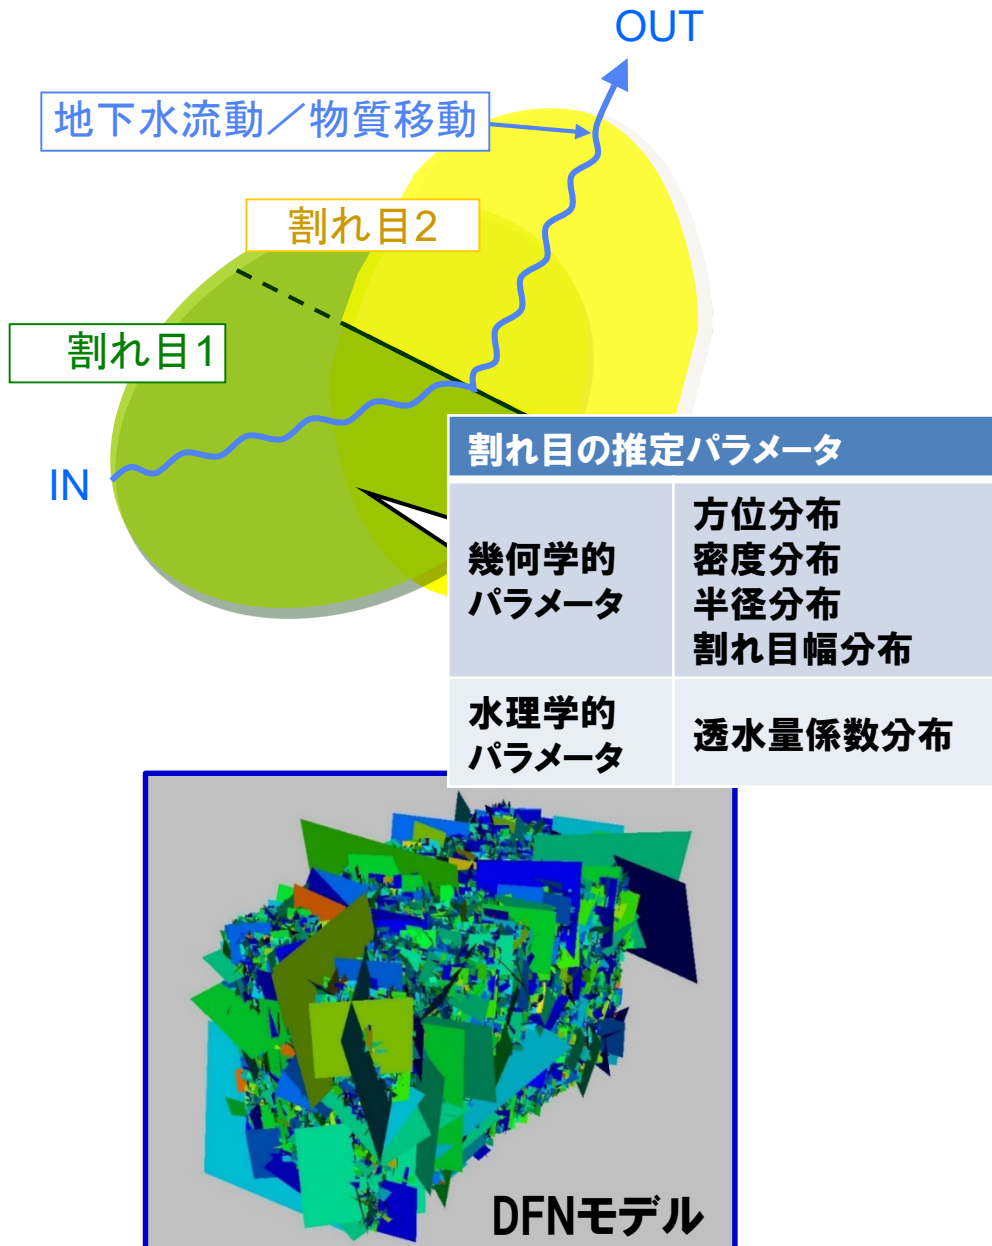 OUT
地下水流動／物質移動
割れ目2
割れ目1
IN
割れ目の推定パラメータ
幾何学的
パラメータ
方位分布
密度分布
半径分布
割れ目幅分布
水理学的
パラメータ
透水量係数分布
DFNモデル